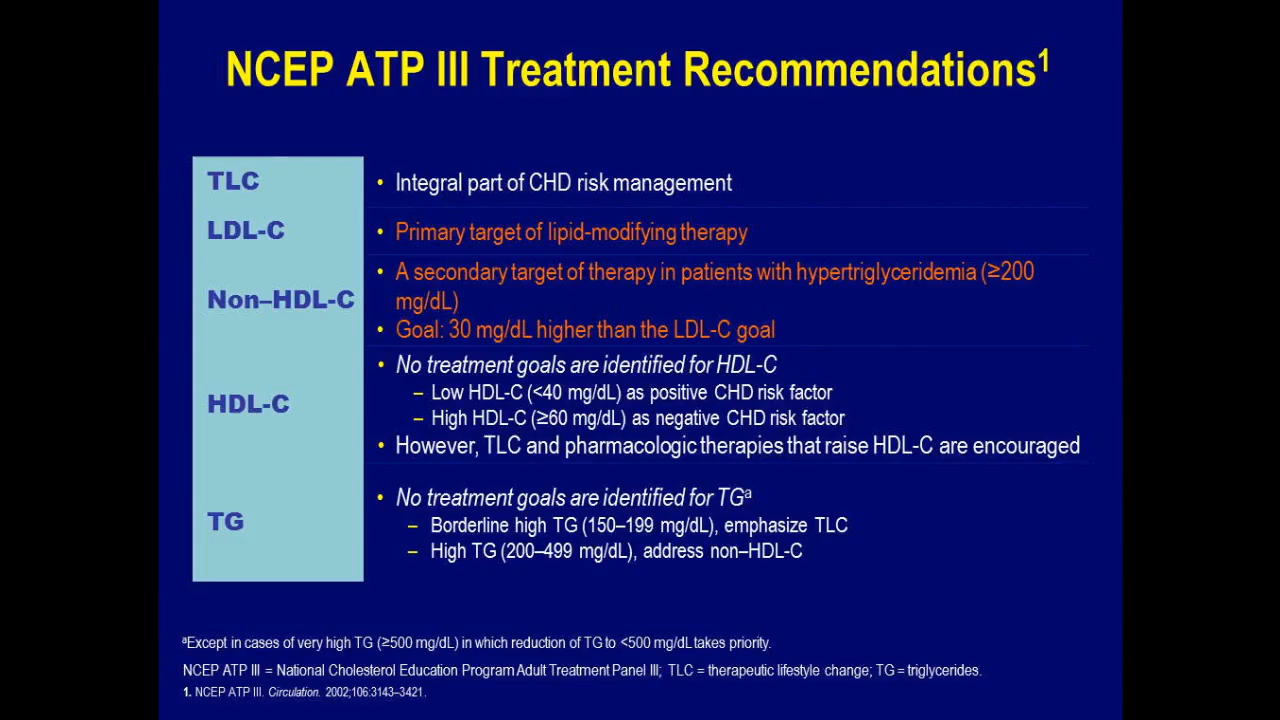 NCEP ATP III Treatment Recommendations1
TLC
• Integral part of CHD risk management
LDL-C
• Primary target of lipid-modifying therapy
Non–HDL-C
• A secondary target of therapy in patients with hypertriglyceridemia (≥200
mg/dL)
• Goal: 30 mg/dL higher than the LDL-C goal
HDL-C
• No treatment goals are identified for HDL-C
– Low HDL-C (<40 mg/dL) as positive CHD risk factor
– High HDL-C (≥60 mg/dL) as negative CHD risk factor
• However, TLC and pharmacologic therapies that raise HDL-C are encouraged
TG
• No treatment goals are identified for TGa
– Borderline high TG (150–199 mg/dL), emphasize TLC
– High TG (200–499 mg/dL), address non–HDL-C
aExcept in cases of very high TG (≥500 mg/dL) in which reduction of TG to <500 mg/dL takes priority.
NCEP ATP III = National Cholesterol Education Program Adult Treatment Panel III; TLC = therapeutic lifestyle change; TG = triglycerides.
1. NCEP ATP III. Circulation. 2002;106:3143–3421.